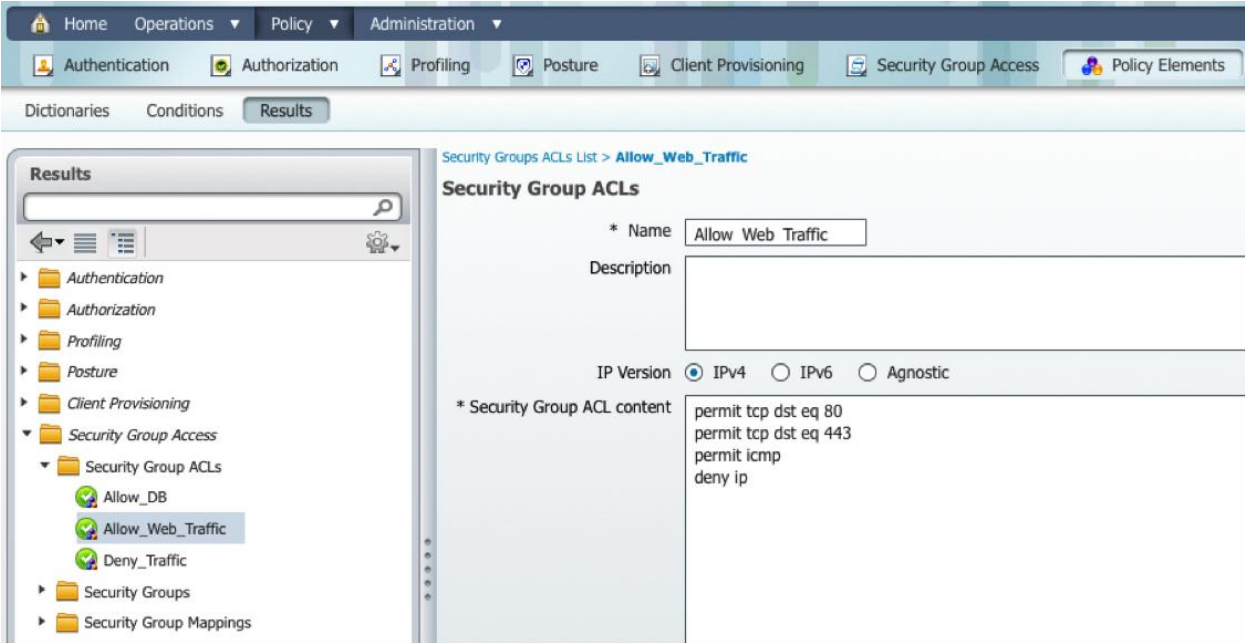 Home Operations ▼ Policy ▼ Administration ▼
Authentication Authorization Profiling Posture Client Provisioning Security Group Access Policy Elements
Dictionaries Conditions Results
Results
Authentication
Authorization
Profiling
Posture
Client Provisioning
Security Group Access
Security Group ACLs
Allow_DB
Allow_Web_Traffic
Deny_Traffic
Security Groups
Security Group Mappings
Security Groups ACLs List > Allow_Web_Traffic
Security Group ACLs
* Name Allow_Web_Traffic
Description
IP Version IPv4 IPv6 Agnostic
* Security Group ACL content
permit tcp dst eq 80
permit tcp dst eq 443
permit icmp
deny ip